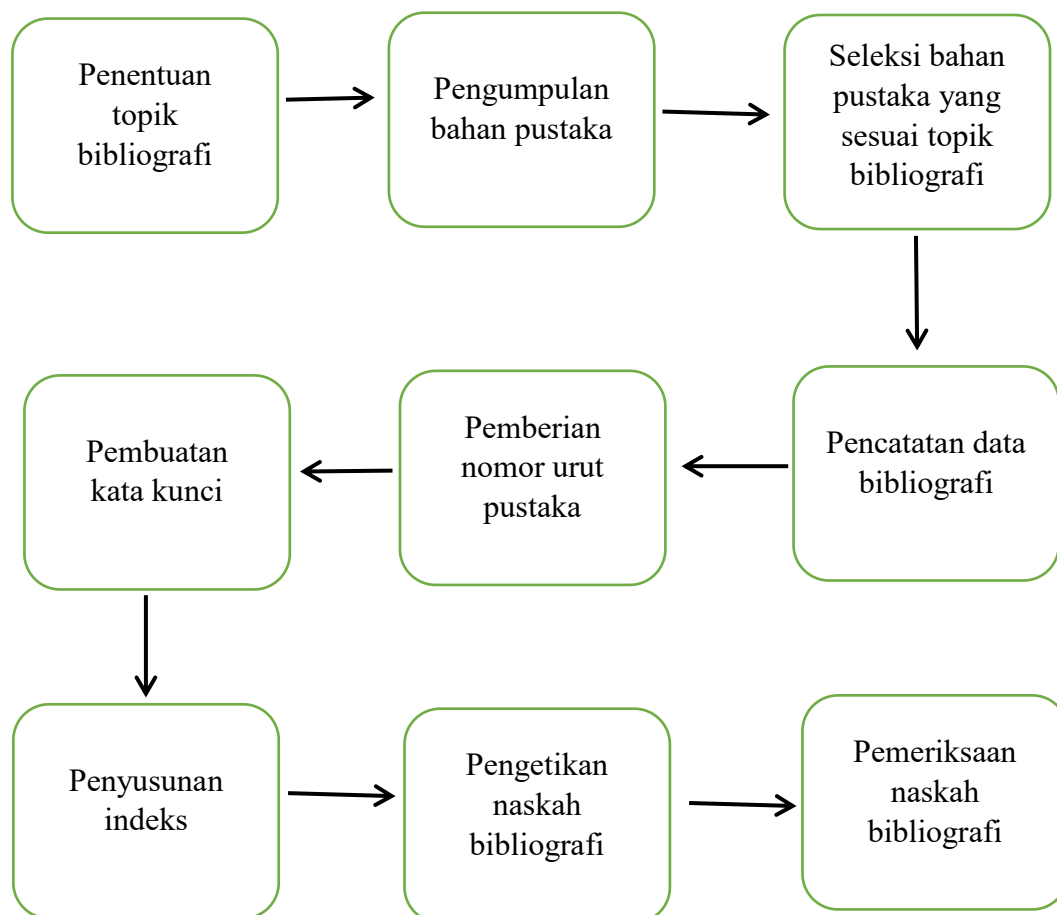 Penentuan
topik
bibliografi
Pengumpulan
bahan pustaka
Seleksi bahan
pustaka yang
sesuai topik
bibliografi
Pencatatan data
bibliografi
Pemberian
nomor urut
pustaka
Pembuatan
kata kunci
Penyusunan
indeks
Pengetikan
naskah
bibliografi
Pemeriksaan
naskah
bibliografi